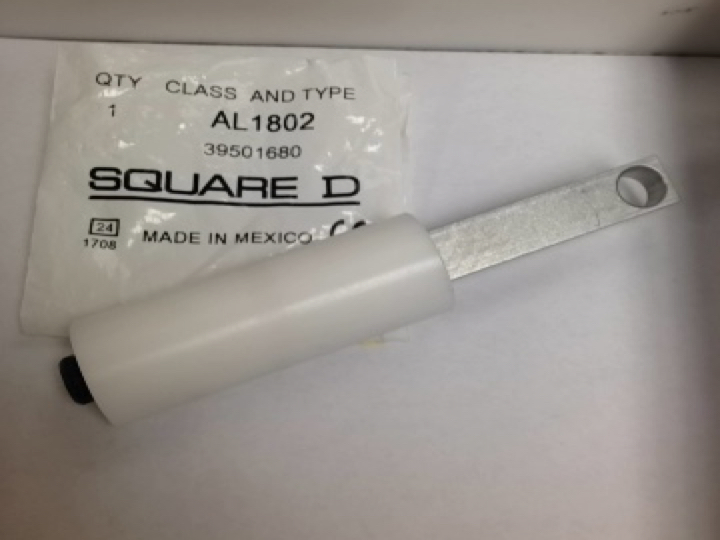 QTY CLASS AND TYPE
1 AL1802
39501680
SQUARE D
24
1708 MADE IN MEXICO